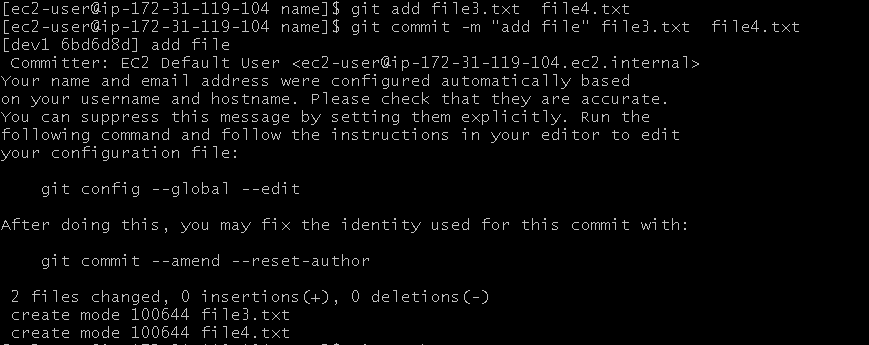 [ec2-user@ip-172-31-119-104 name]$ git add file3.txt  file4.txt
[ec2-user@ip-172-31-119-104 name]$ git commit -m "add file" file3.txt  file4.txt
[dev1 6bd6d8d] add file
 Committer: EC2 Default User <ec2-user@ip-172-31-119-104.ec2.internal>
Your name and email address were configured automatically based
on your username and hostname. Please check that they are accurate.
You can suppress this message by setting them explicitly. Run the
following command and follow the instructions in your editor to edit
your configuration file:

    git config --global --edit

After doing this, you may fix the identity used for this commit with:

    git commit --amend --reset-author

 2 files changed, 0 insertions(+), 0 deletions(-)
 create mode 100644 file3.txt
 create mode 100644 file4.txt